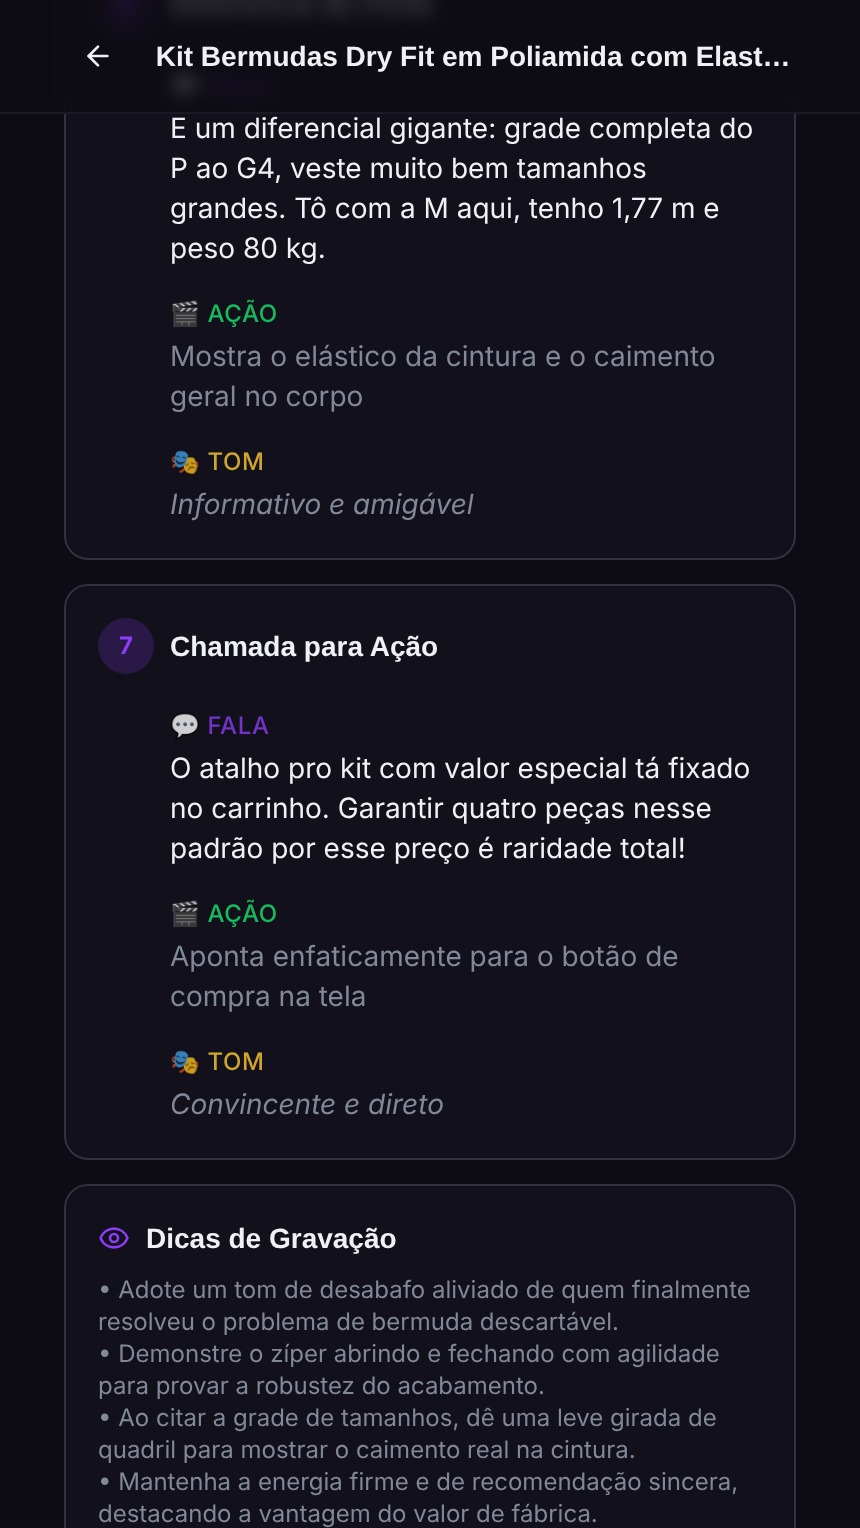 Kit Bermudas Dry Fit em Poliamida com Elast...
E um diferencial gigante: grade completa do
P ao G4, veste muito bem tamanhos
grandes. Tô com a M aqui, tenho 1,77 m e
peso 80 kg.
🎬 AÇÃO
Mostra o elástico da cintura e o caimento
geral no corpo
🎭 TOM
Informativo e amigável
7 Chamada para Ação
💬 FALA
O atalho pro kit com valor especial tá fixado
no carrinho. Garantir quatro peças nesse
padrão por esse preço é raridade total!
🎬 AÇÃO
Aponta enfaticamente para o botão de
compra na tela
🎭 TOM
Convincente e direto
Dicas de Gravação
• Adote um tom de desabafo aliviado de quem finalmente
resolveu o problema de bermuda descartável.
• Demonstre o zíper abrindo e fechando com agilidade
para provar a robustez do acabamento.
• Ao citar a grade de tamanhos, dê uma leve girada de
quadril para mostrar o caimento real na cintura.
• Mantenha a energia firme e de recomendação sincera,
destacando a vantagem do valor de fábrica.